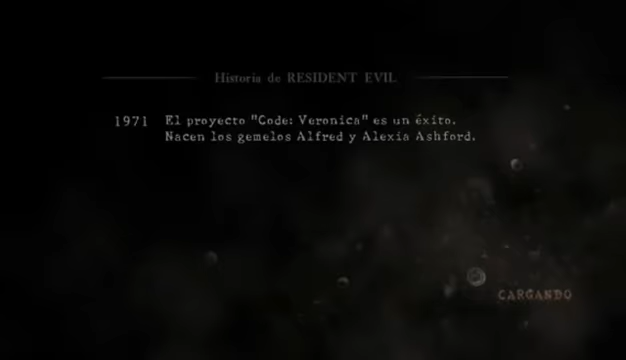 Historia de RESIDENT EVIL
1971 El proyecto "Code: Veronica" es un éxito.
Nacen los gemelos Alfred y Alexia Ashford.
CARGANDO